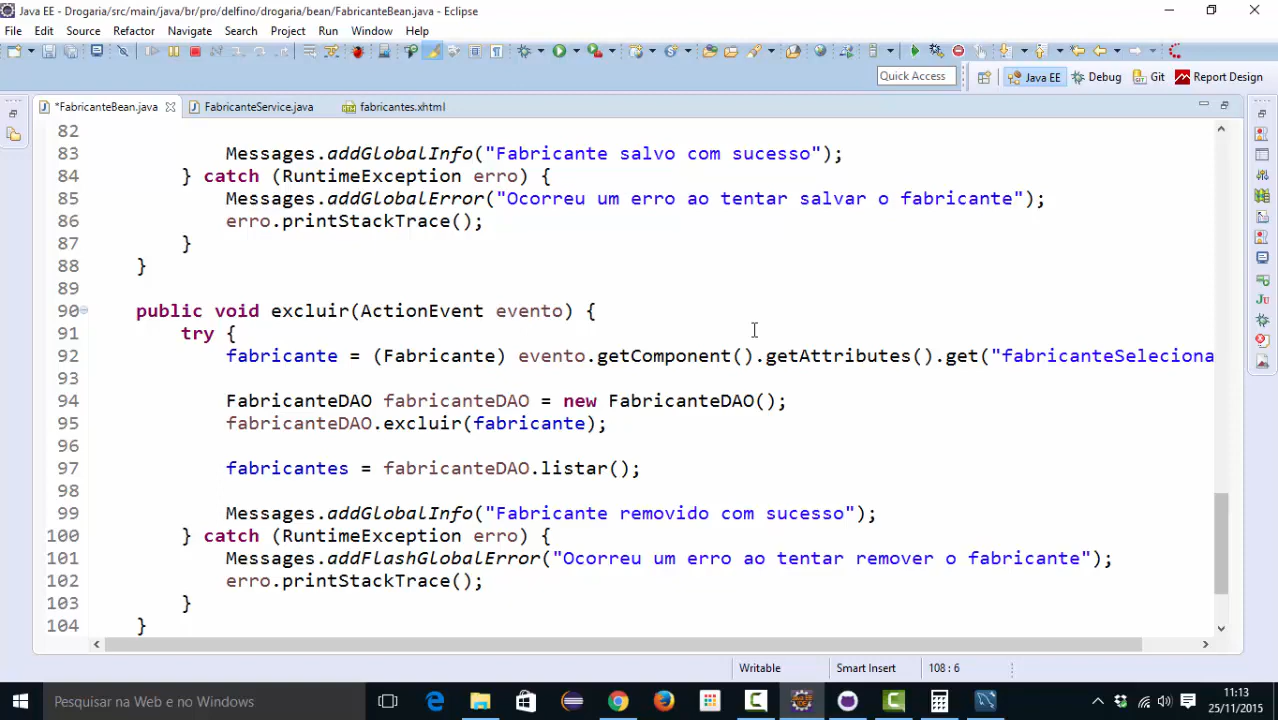 Java EE - Drogaria/src/main/java/br/pro/delfino/drogaria/bean/FabricanteBean.java - Eclipse
File Edit Source Refactor Navigate Search Project Run Window Help
Quick Access
Java EE Debug Git Report Design
*FabricanteBean.java FabricanteService.java fabricantes.xhtml
82
83 Messages.addGlobalInfo("Fabricante salvo com sucesso");
84 } catch (RuntimeException erro) {
85 Messages.addGlobalError("Ocorreu um erro ao tentar salvar o fabricante");
86 erro.printStackTrace();
87 }
88 }
89
90 public void excluir(ActionEvent evento) {
91 try {
92 fabricante = (Fabricante) evento.getComponent().getAttributes().get("fabricanteSeleciona
93
94 FabricanteDAO fabricanteDAO = new FabricanteDAO();
95 fabricanteDAO.excluir(fabricante);
96
97 fabricantes = fabricanteDAO.listar();
98
99 Messages.addGlobalInfo("Fabricante removido com sucesso");
100 } catch (RuntimeException erro) {
101 Messages.addFlashGlobalError("Ocorreu um erro ao tentar remover o fabricante");
102 erro.printStackTrace();
103 }
104 }
Writable Smart Insert 108 : 6
Pesquisar na Web e no Windows
11:13
25/11/2015